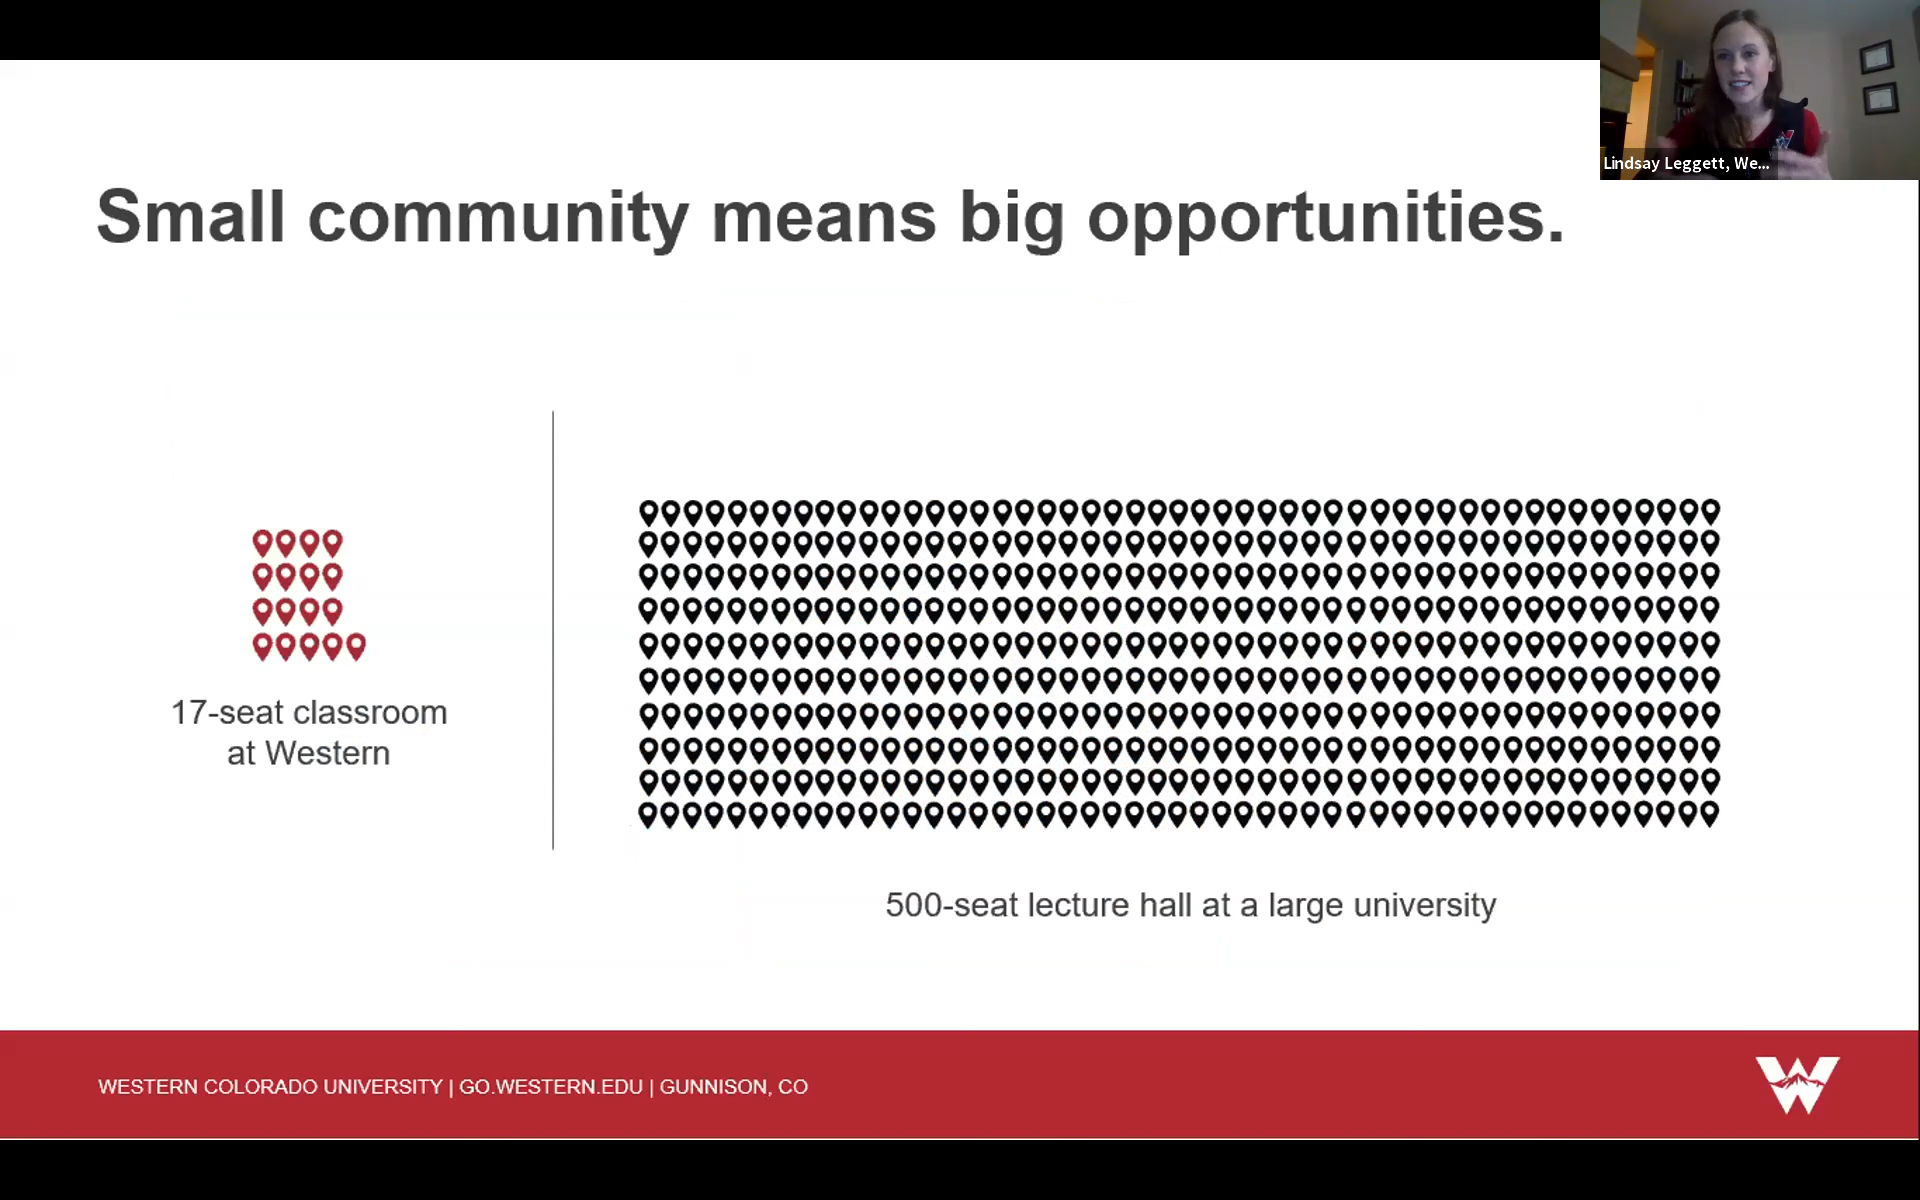 Lindsay Leggett, We...
Small community means big opportunities.
17-seat classroom
at Western
500-seat lecture hall at a large university
WESTERN COLORADO UNIVERSITY | GO.WESTERN.EDU | GUNNISON, CO
W